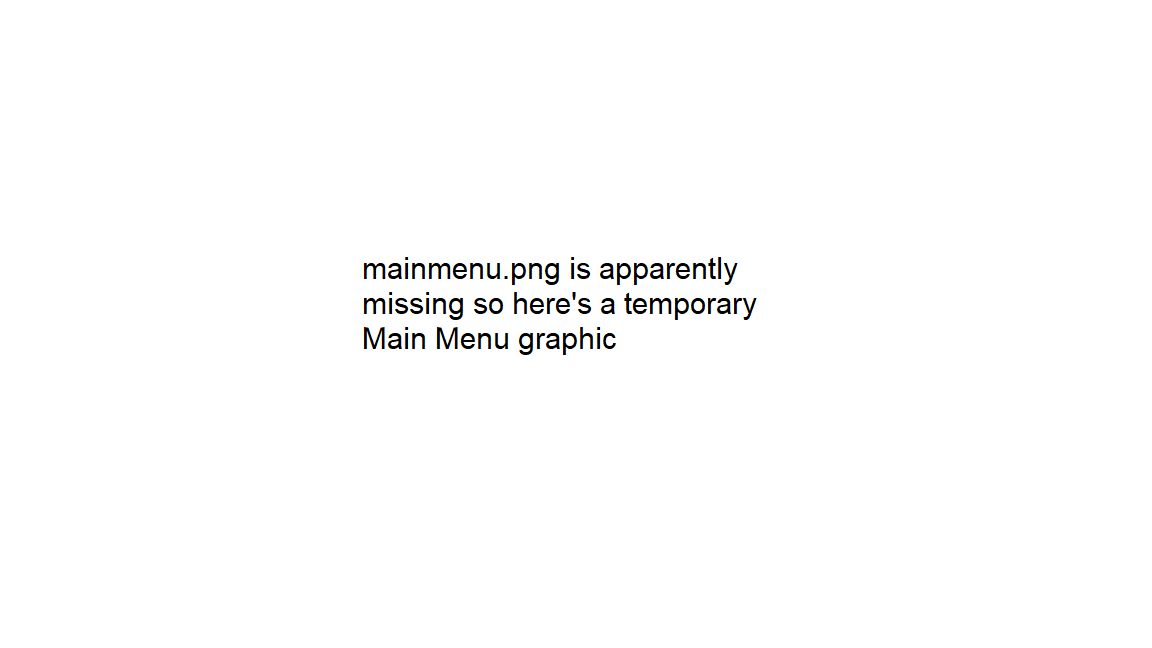 mainmenu.png is apparently
missing so here's a temporary
Main Menu graphic